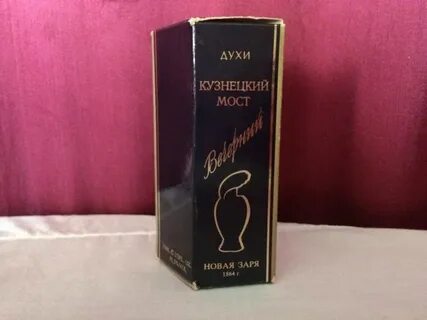 ДУХИ
КУЗНЕЦКИЙ
МОСТ
Вечерний
НОВАЯ ЗАРЯ
1864 г